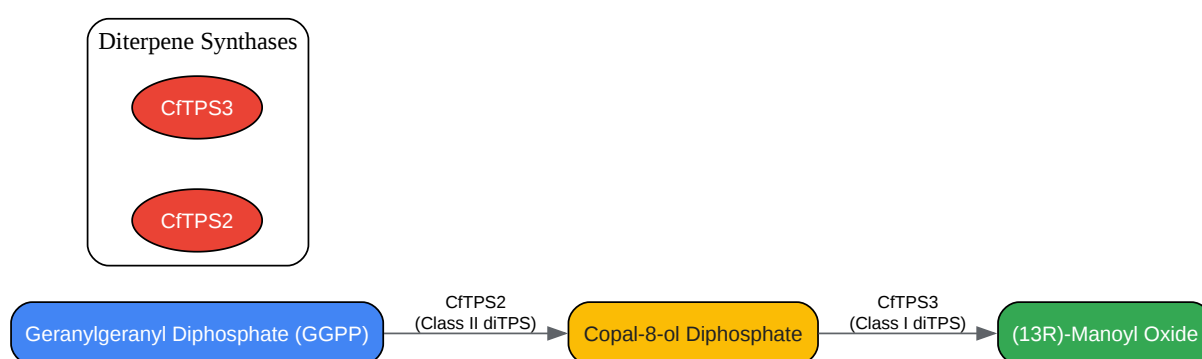 Diterpene Synthases
CfTPS3
CfTPS2
Geranylgeranyl Diphosphate (GGPP)
CfTPS2
(Class II diTPS)
Copal-8-ol Diphosphate
CfTPS3
(Class I diTPS)
(13R)-Manoyl Oxide